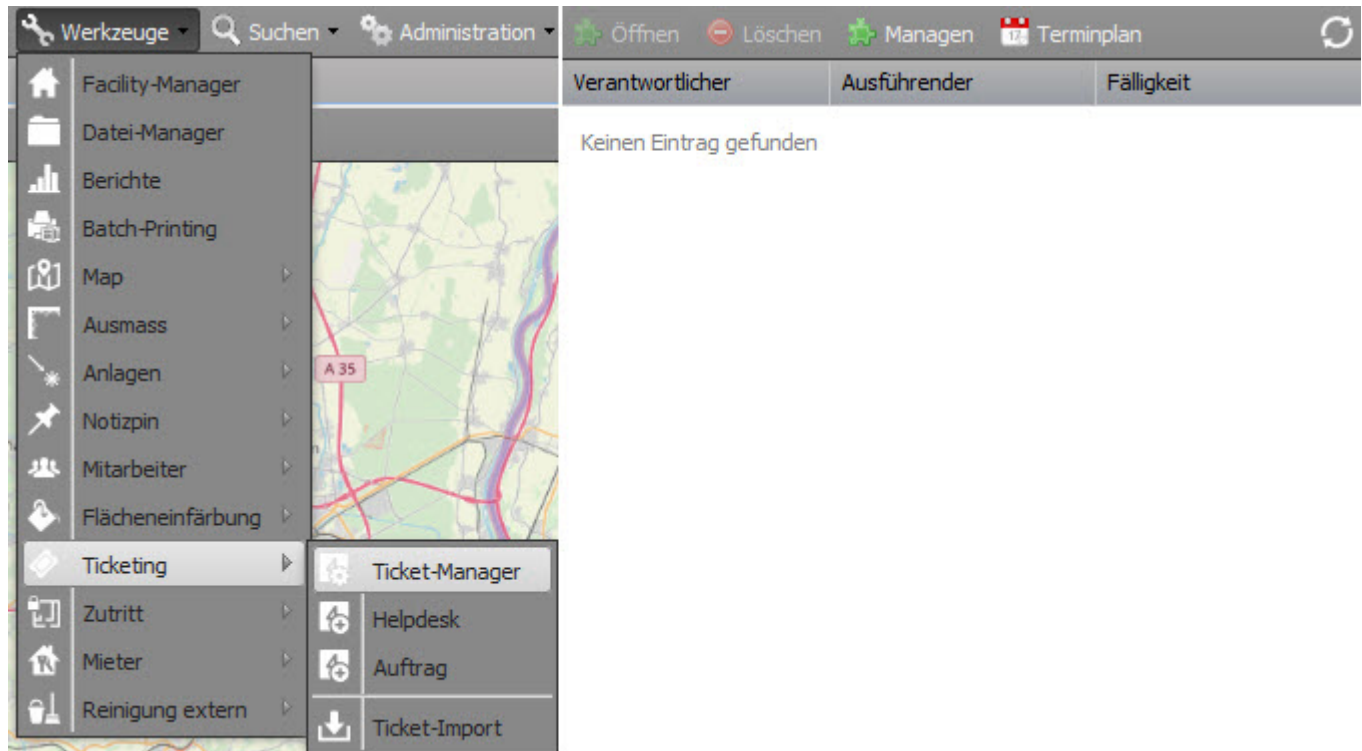 Werkzeuge
Suchen
Administration
Facility-Manager
Datei-Manager
Berichte
Batch-Printing
Map
Ausmass
Anlagen
Notizpin
Mitarbeiter
Flächeneinfärbung
Ticketing
Zutritt
Mieter
Reinigung extern
A 35
Ticket-Manager
Helpdesk
Auftrag
Ticket-Import
Öffnen
Löschen
Managen
Terminplan
Verantwortlicher
Ausführender
Fälligkeit
Keinen Eintrag gefunden